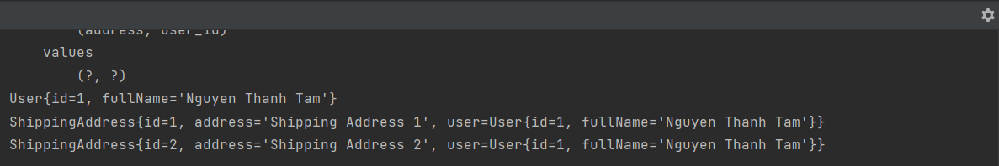 (address, user_id)
values
(?, ?)
User{id=1, fullName='Nguyen Thanh Tam'}
ShippingAddress{id=1, address='Shipping Address 1', user=User{id=1, fullName='Nguyen Thanh Tam'}}
ShippingAddress{id=2, address='Shipping Address 2', user=User{id=1, fullName='Nguyen Thanh Tam'}}